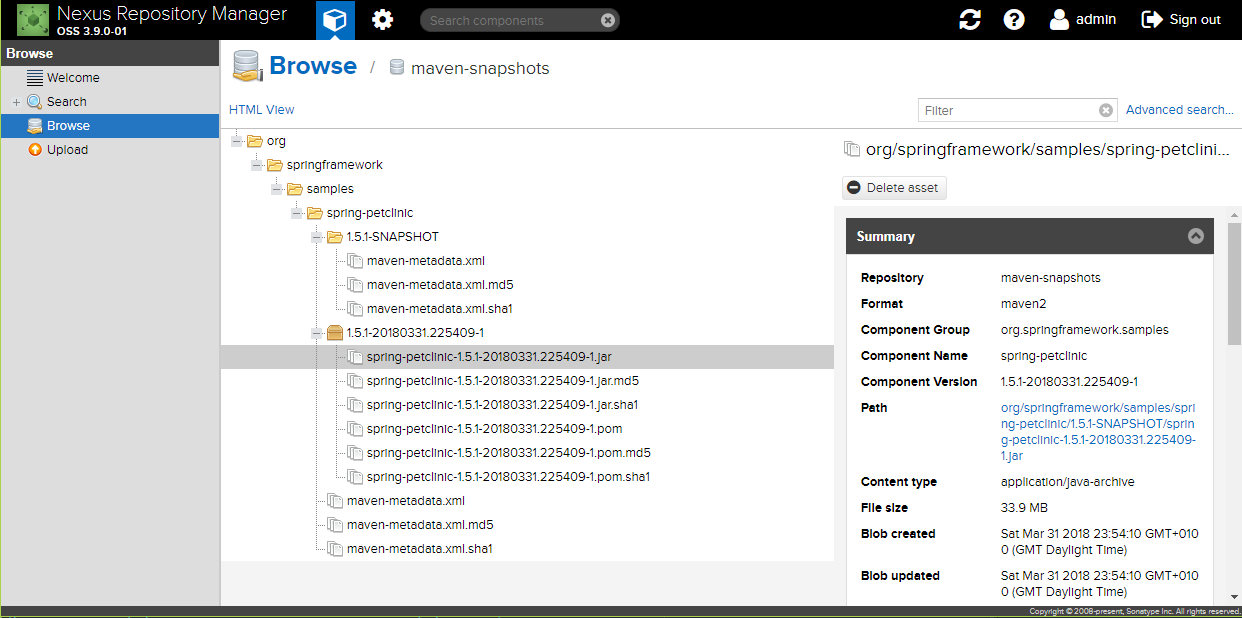 Nexus Repository Manager
OSS 3.9.0-01
Search components
admin
Sign out
Browse
Welcome
Search
Browse
Upload
Browse / maven-snapshots
HTML View
Filter
Advanced search...
org
springframework
samples
spring-petclinic
1.5.1-SNAPSHOT
maven-metadata.xml
maven-metadata.xml.md5
maven-metadata.xml.sha1
1.5.1-20180331.225409-1
spring-petclinic-1.5.1-20180331.225409-1.jar
spring-petclinic-1.5.1-20180331.225409-1.jar.md5
spring-petclinic-1.5.1-20180331.225409-1.jar.sha1
spring-petclinic-1.5.1-20180331.225409-1.pom
spring-petclinic-1.5.1-20180331.225409-1.pom.md5
spring-petclinic-1.5.1-20180331.225409-1.pom.sha1
maven-metadata.xml
maven-metadata.xml.md5
maven-metadata.xml.sha1
org/springframework/samples/spring-petclini...
Delete asset
Summary
Repository maven-snapshots
Format maven2
Component Group org.springframework.samples
Component Name spring-petclinic
Component Version 1.5.1-20180331.225409-1
Path org/springframework/samples/spri
ng-petclinic/1.5.1-SNAPSHOT/sprin
g-petclinic-1.5.1-20180331.225409-
1.jar
Content type application/java-archive
File size 33.9 MB
Blob created Sat Mar 31 2018 23:54:10 GMT+010
0 (GMT Daylight Time)
Blob updated Sat Mar 31 2018 23:54:10 GMT+010
0 (GMT Daylight Time)
Copyright © 2008-present, Sonatype Inc. All rights reserved.